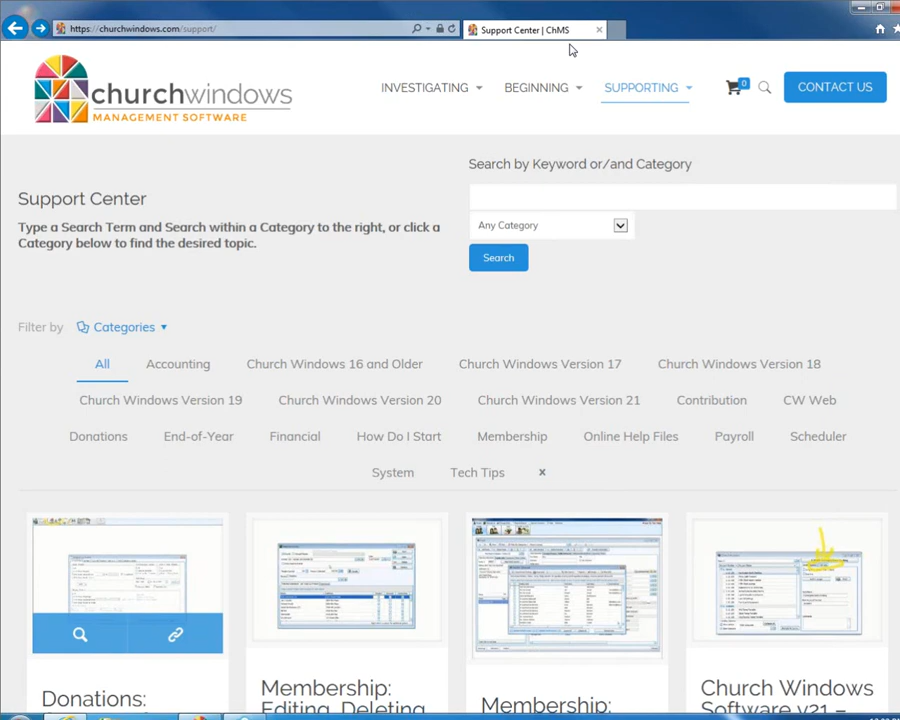 https://churchwindows.com/support/
Support Center | ChMS
churchwindows
MANAGEMENT SOFTWARE
INVESTIGATING BEGINNING SUPPORTING 0 CONTACT US
Search by Keyword or/and Category
Support Center
Type a Search Term and Search within a Category to the right, or click a
Category below to find the desired topic.
Any Category
Search
Filter by Categories
All Accounting Church Windows 16 and Older Church Windows Version 17 Church Windows Version 18
Church Windows Version 19 Church Windows Version 20 Church Windows Version 21 Contribution CW Web
Donations End-of-Year Financial How Do I Start Membership Online Help Files Payroll Scheduler
System Tech Tips
Donations:
Membership:
Editing, Deleting
Membership:
Church Windows
Software v21 –